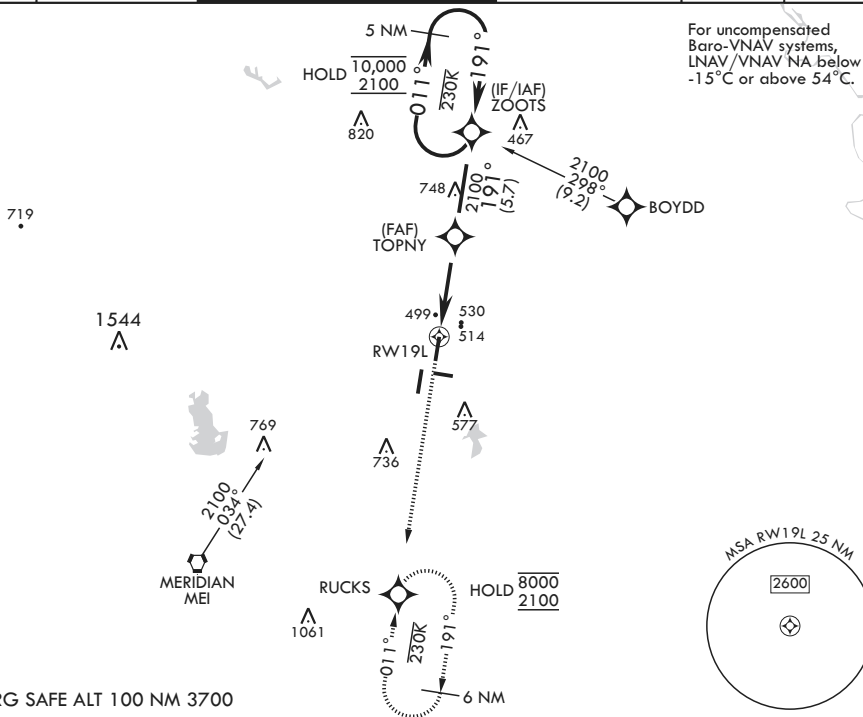 For uncompensated
Baro-VNAV systems,
LNAV/VNAV NA below
-15°C or above 54°C.
5 NM
HOLD 10,000
2100
011°
230K
191°
(IF/IAF)
ZOOTS
820
467
2100
298°
(9.2)
BOYDD
748
2100
191°
(5.7)
719
(FAF)
TOPNY
499
530
514
RW19L
1544
577
769
736
2100
034°
(27.4)
MERIDIAN
MEI
MSA RW19L 25 NM
2600
RUCKS
HOLD 8000
2100
1061
011°
230K
191°
6 NM
RG SAFE ALT 100 NM 3700